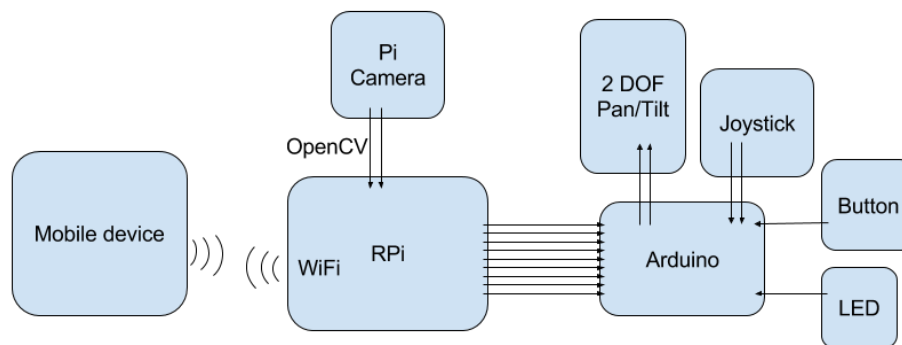 Pi
Camera
2 DOF
Pan/Tilt
Joystick
OpenCV
Mobile device
WiFi
RPi
Arduino
Button
LED